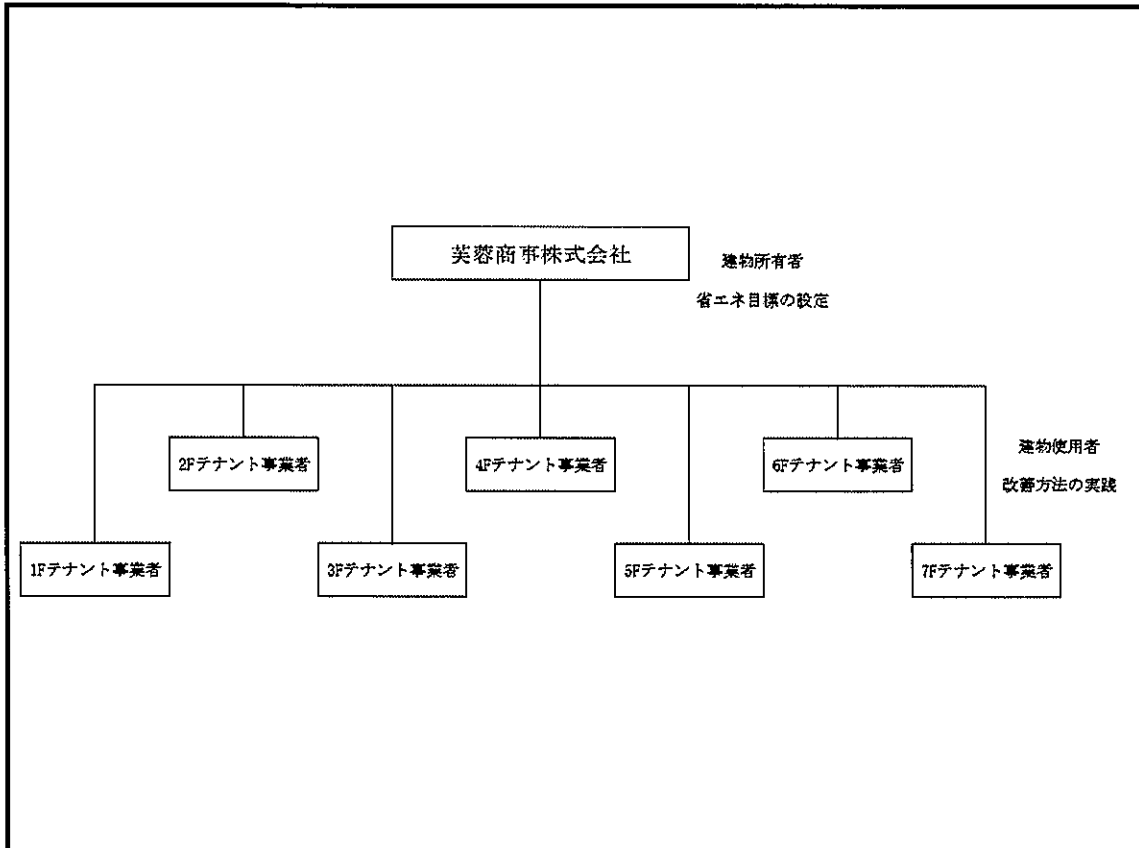 芙蓉商事株式会社
建物所有者
省エネ目標の設定
2Fテナント事業者
4Fテナント事業者
6Fテナント事業者
建物使用者
改善方法の実践
1Fテナント事業者
3Fテナント事業者
5Fテナント事業者
7Fテナント事業者